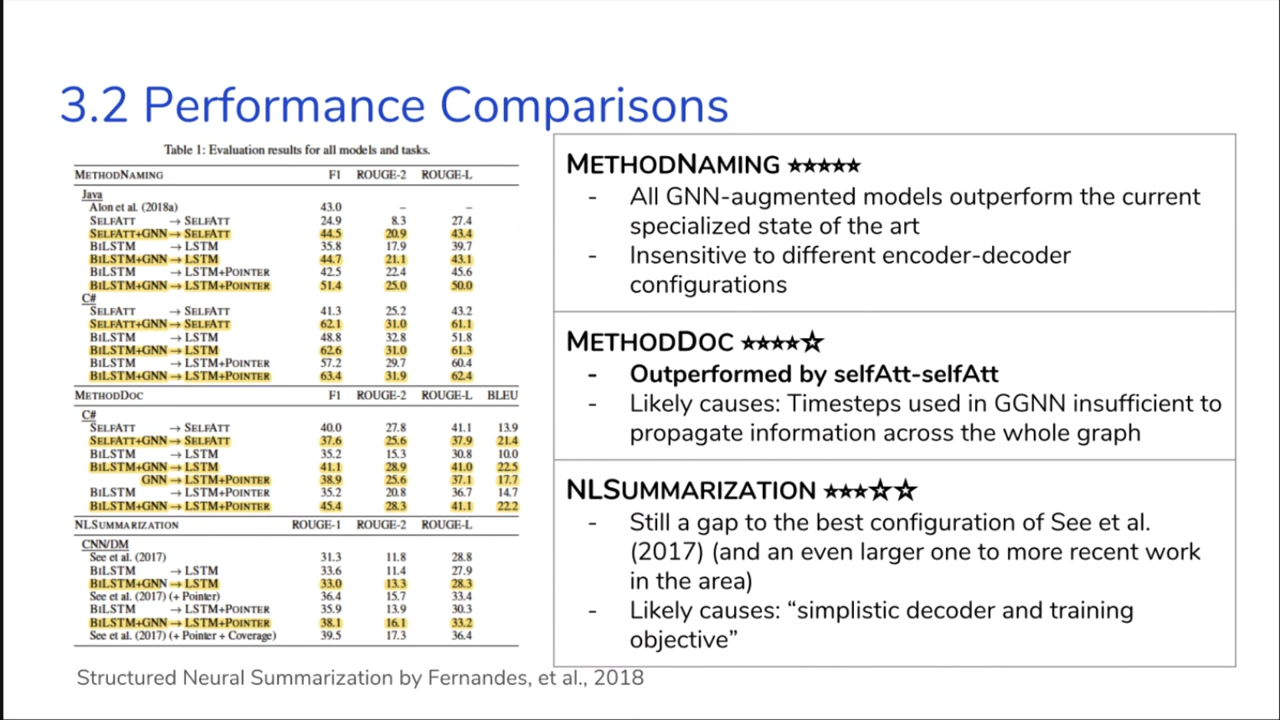 3.2 Performance Comparisons
Table 1: Evaluation results for all models and tasks.
METHODNAMING F1 ROUGE-2 ROUGE-L
Java
Alon et al. (2018a) 43.0 – –
SELFATT → SELFATT 24.9 8.3 27.4
SELFATT+GNN → SELFATT 44.5 20.9 43.4
BILSTM → LSTM 35.8 17.9 39.7
BILSTM+GNN → LSTM 44.7 21.1 43.1
BILSTM → LSTM+POINTER 42.5 22.4 45.6
BILSTM+GNN → LSTM+POINTER 51.4 25.0 50.0
C#
SELFATT → SELFATT 41.3 25.2 43.2
SELFATT+GNN → SELFATT 62.1 31.0 61.1
BILSTM → LSTM 48.8 32.8 51.8
BILSTM+GNN → LSTM 62.6 31.0 61.3
BILSTM → LSTM+POINTER 57.2 29.7 60.4
BILSTM+GNN → LSTM+POINTER 63.4 31.9 62.4
METHODDOC F1 ROUGE-2 ROUGE-L BLEU
C#
SELFATT → SELFATT 40.0 27.8 41.1 13.9
SELFATT+GNN → SELFATT 37.6 25.6 37.9 21.4
BILSTM → LSTM 35.2 15.3 30.8 10.0
BILSTM+GNN → LSTM 41.1 28.9 41.0 22.5
GNN → LSTM+POINTER 38.9 25.6 37.1 17.7
BILSTM → LSTM+POINTER 35.2 20.8 36.7 14.7
BILSTM+GNN → LSTM+POINTER 45.4 28.3 41.1 22.2
NLSUMMARIZATION ROUGE-1 ROUGE-2 ROUGE-L
CNN/DM
See et al. (2017) 31.3 11.8 28.8
BILSTM → LSTM 33.6 11.4 27.9
BILSTM+GNN → LSTM 33.0 13.3 28.3
See et al. (2017) (+ Pointer) 36.4 15.7 33.4
BILSTM → LSTM+POINTER 35.9 13.9 30.3
BILSTM+GNN → LSTM+POINTER 38.1 16.1 33.2
See et al. (2017) (+ Pointer + Coverage) 39.5 17.3 36.4
METHODNAMING ★★★★★
- All GNN-augmented models outperform the current
specialized state of the art
- Insensitive to different encoder-decoder
configurations
METHODDOC ★★★★☆
- Outperformed by selfAtt-selfAtt
- Likely causes: Timesteps used in GGNN insufficient to
propagate information across the whole graph
NLSUMMARIZATION ★★★☆☆
- Still a gap to the best configuration of See et al.
(2017) (and an even larger one to more recent work
in the area)
- Likely causes: “simplistic decoder and training
objective”
Structured Neural Summarization by Fernandes, et al., 2018